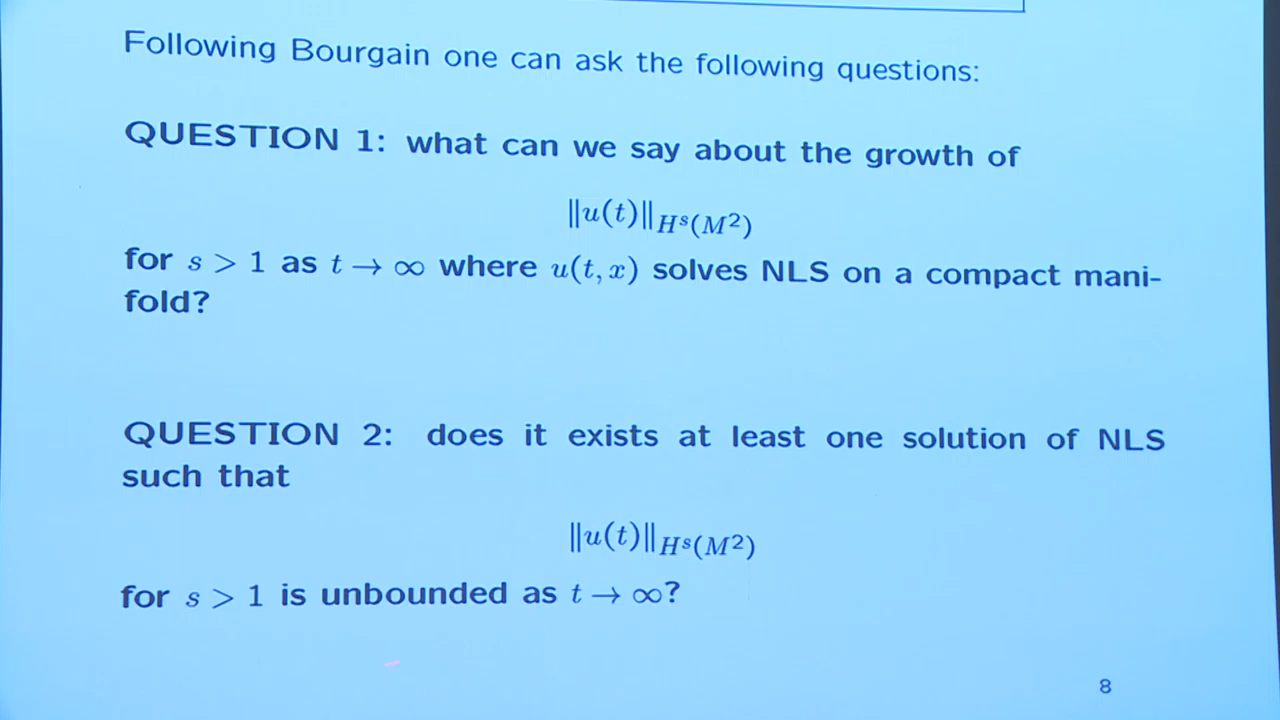 Following Bourgain one can ask the following questions:
QUESTION 1: what can we say about the growth of
‖u(t)‖_{H^s(M^2)}
for s > 1 as t → ∞ where u(t, x) solves NLS on a compact mani-
fold?
QUESTION 2: does it exists at least one solution of NLS
such that
‖u(t)‖_{H^s(M^2)}
for s > 1 is unbounded as t → ∞?
8